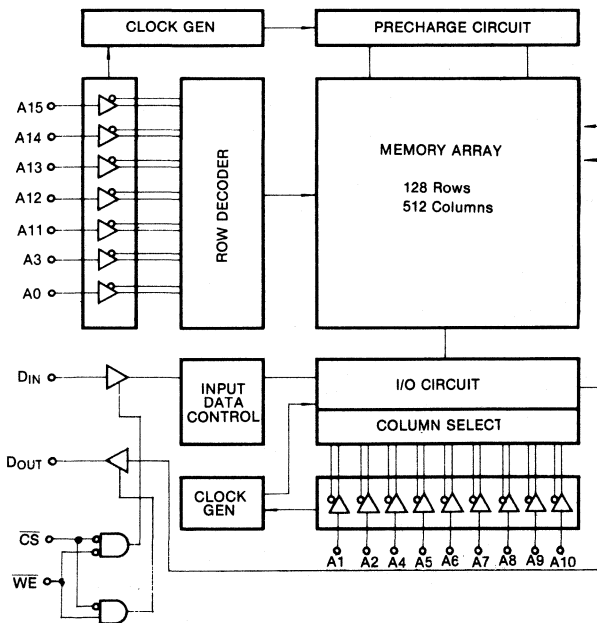 CLOCK GEN
PRECHARGE CIRCUIT
A15
A14
A13
A12
A11
A3
A0
ROW DECODER
MEMORY ARRAY
128 Rows
512 Columns
DIN
DOUT
INPUT
DATA
CONTROL
I/O CIRCUIT
COLUMN SELECT
CLOCK
GEN
A1 A2 A4 A5 A6 A7 A8 A9 A10
C̅S̅
W̅E̅